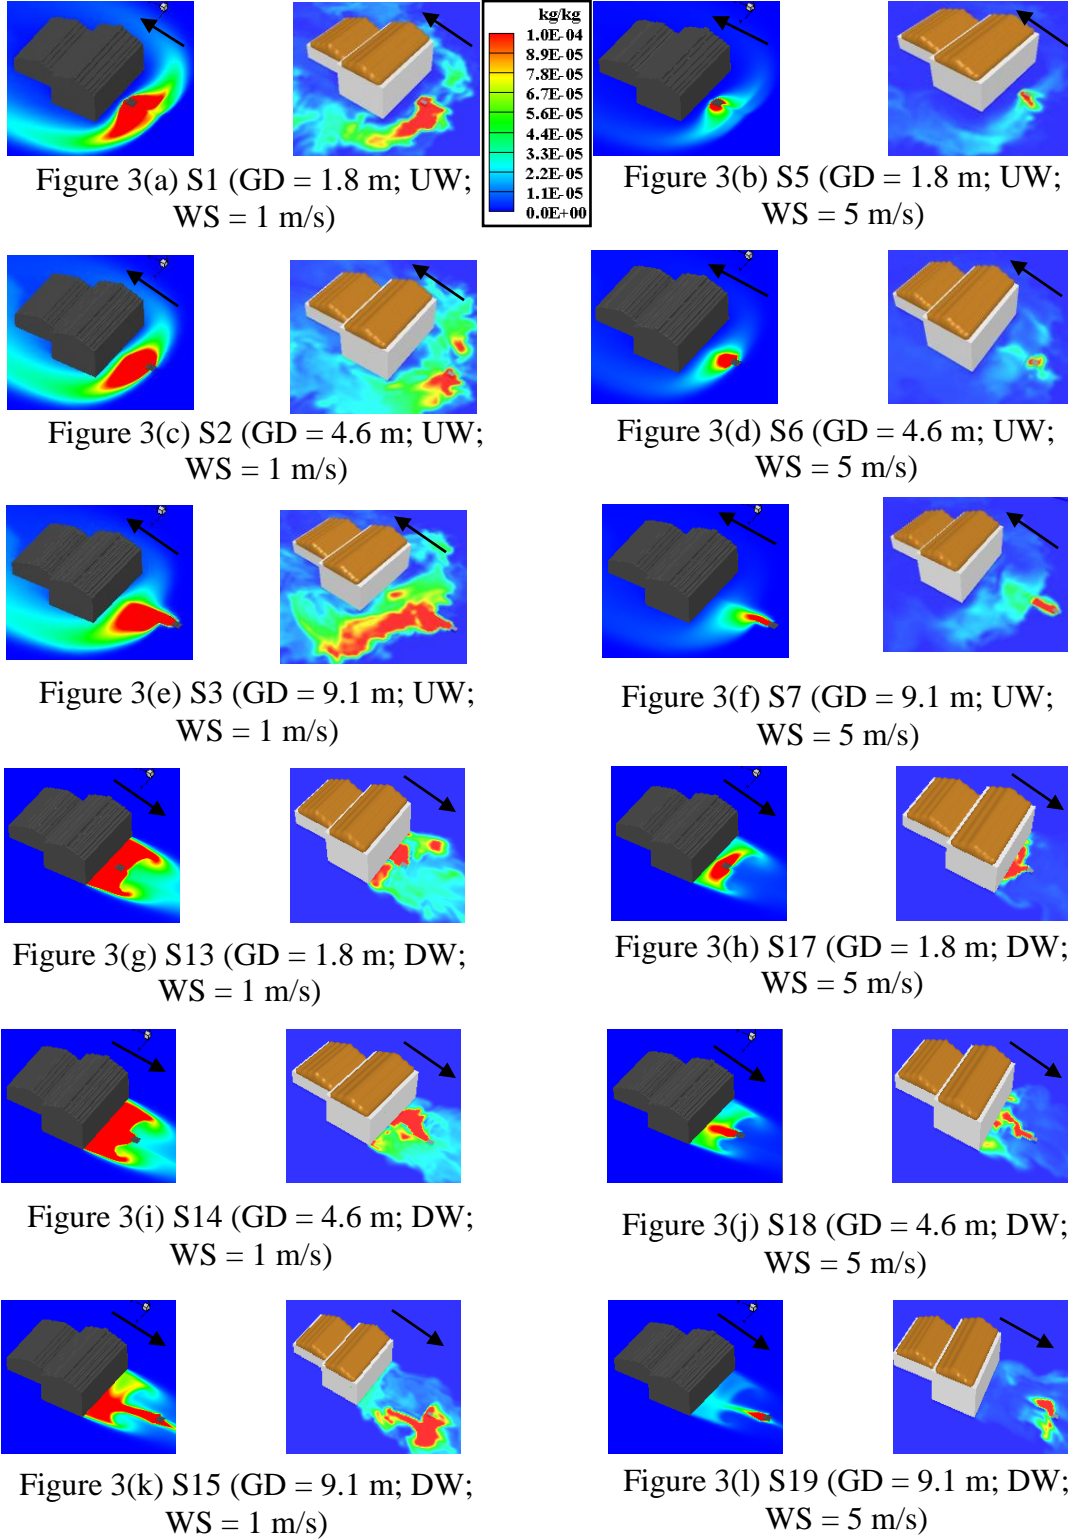 kg/kg
1.0E-04
8.9E-05
7.8E-05
6.7E-05
5.6E-05
4.4E-05
3.3E-05
2.2E-05
1.1E-05
0.0E+00
Figure 3(a) S1 (GD = 1.8 m; UW;
WS = 1 m/s)
Figure 3(b) S5 (GD = 1.8 m; UW;
WS = 5 m/s)
Figure 3(c) S2 (GD = 4.6 m; UW;
WS = 1 m/s)
Figure 3(d) S6 (GD = 4.6 m; UW;
WS = 5 m/s)
Figure 3(e) S3 (GD = 9.1 m; UW;
WS = 1 m/s)
Figure 3(f) S7 (GD = 9.1 m; UW;
WS = 5 m/s)
Figure 3(g) S13 (GD = 1.8 m; DW;
WS = 1 m/s)
Figure 3(h) S17 (GD = 1.8 m; DW;
WS = 5 m/s)
Figure 3(i) S14 (GD = 4.6 m; DW;
WS = 1 m/s)
Figure 3(j) S18 (GD = 4.6 m; DW;
WS = 5 m/s)
Figure 3(k) S15 (GD = 9.1 m; DW;
WS = 1 m/s)
Figure 3(l) S19 (GD = 9.1 m; DW;
WS = 5 m/s)